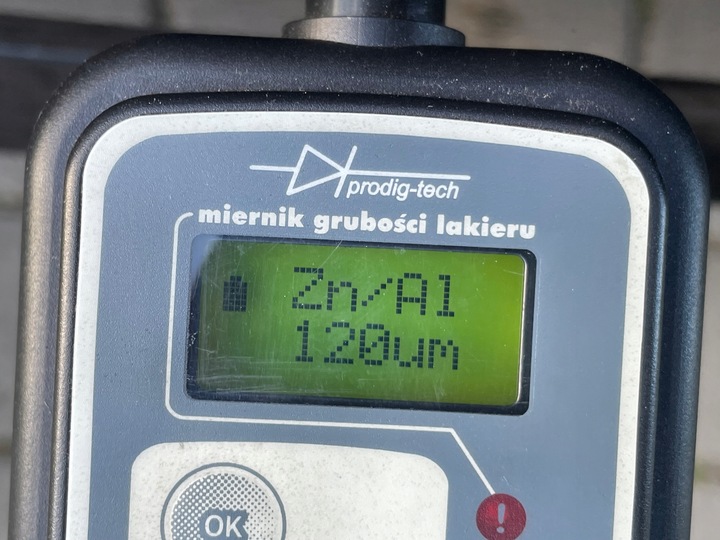 prodig-tech
miernik grubości lakieru
Zn/Al
120um
!
OK